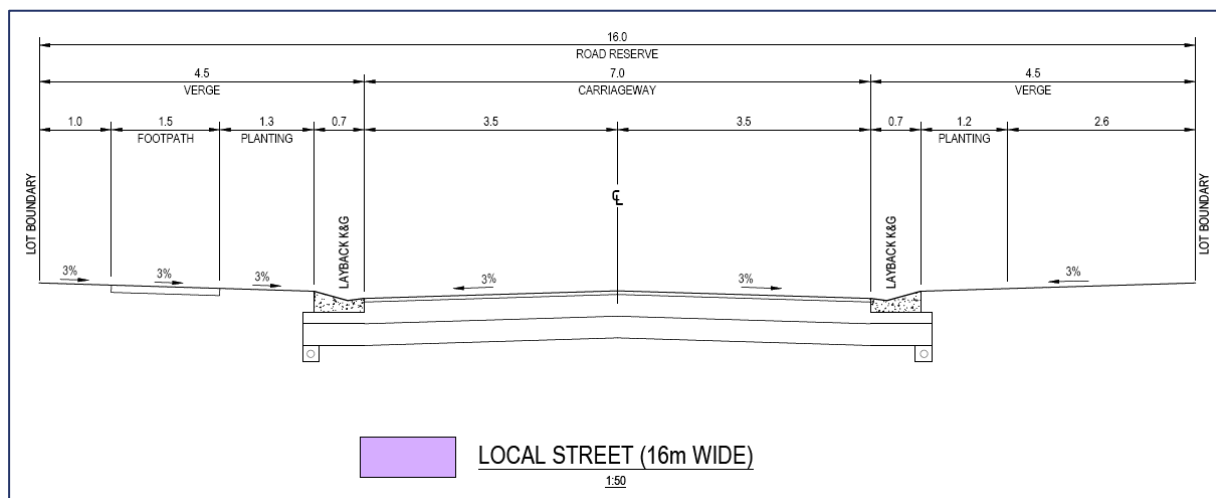 16.0
ROAD RESERVE
4.5
7.0
4.5
VERGE
CARRIAGEWAY
VERGE
1.0
1.5
1.3
0.7
3.5
3.5
0.7
1.2
2.6
FOOTPATH
PLANTING
PLANTING
LOT BOUNDARY
LAYBACK K&G
℄
LAYBACK K&G
LOT BOUNDARY
3%
3%
3%
3%
3%
3%
LOCAL STREET (16m WIDE)
1:50